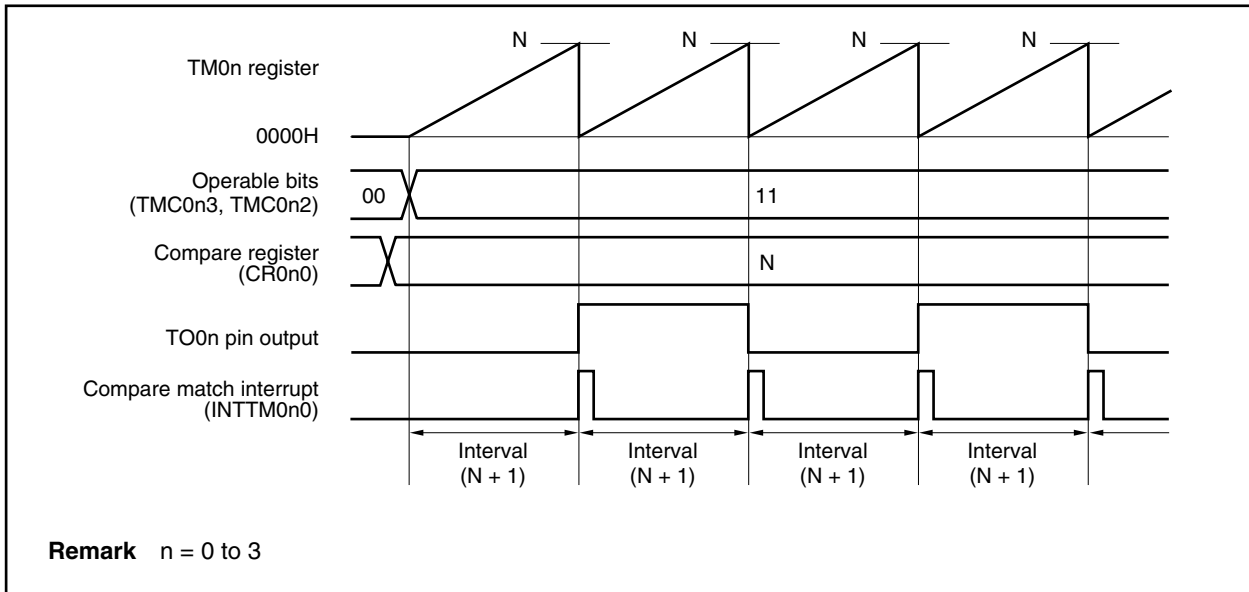 N N N N
TM0n register
0000H
Operable bits
(TMC0n3, TMC0n2)
00 11
Compare register
(CR0n0)
N
TO0n pin output
Compare match interrupt
(INTTM0n0)
Interval Interval Interval Interval
(N + 1) (N + 1) (N + 1) (N + 1)
Remark n = 0 to 3